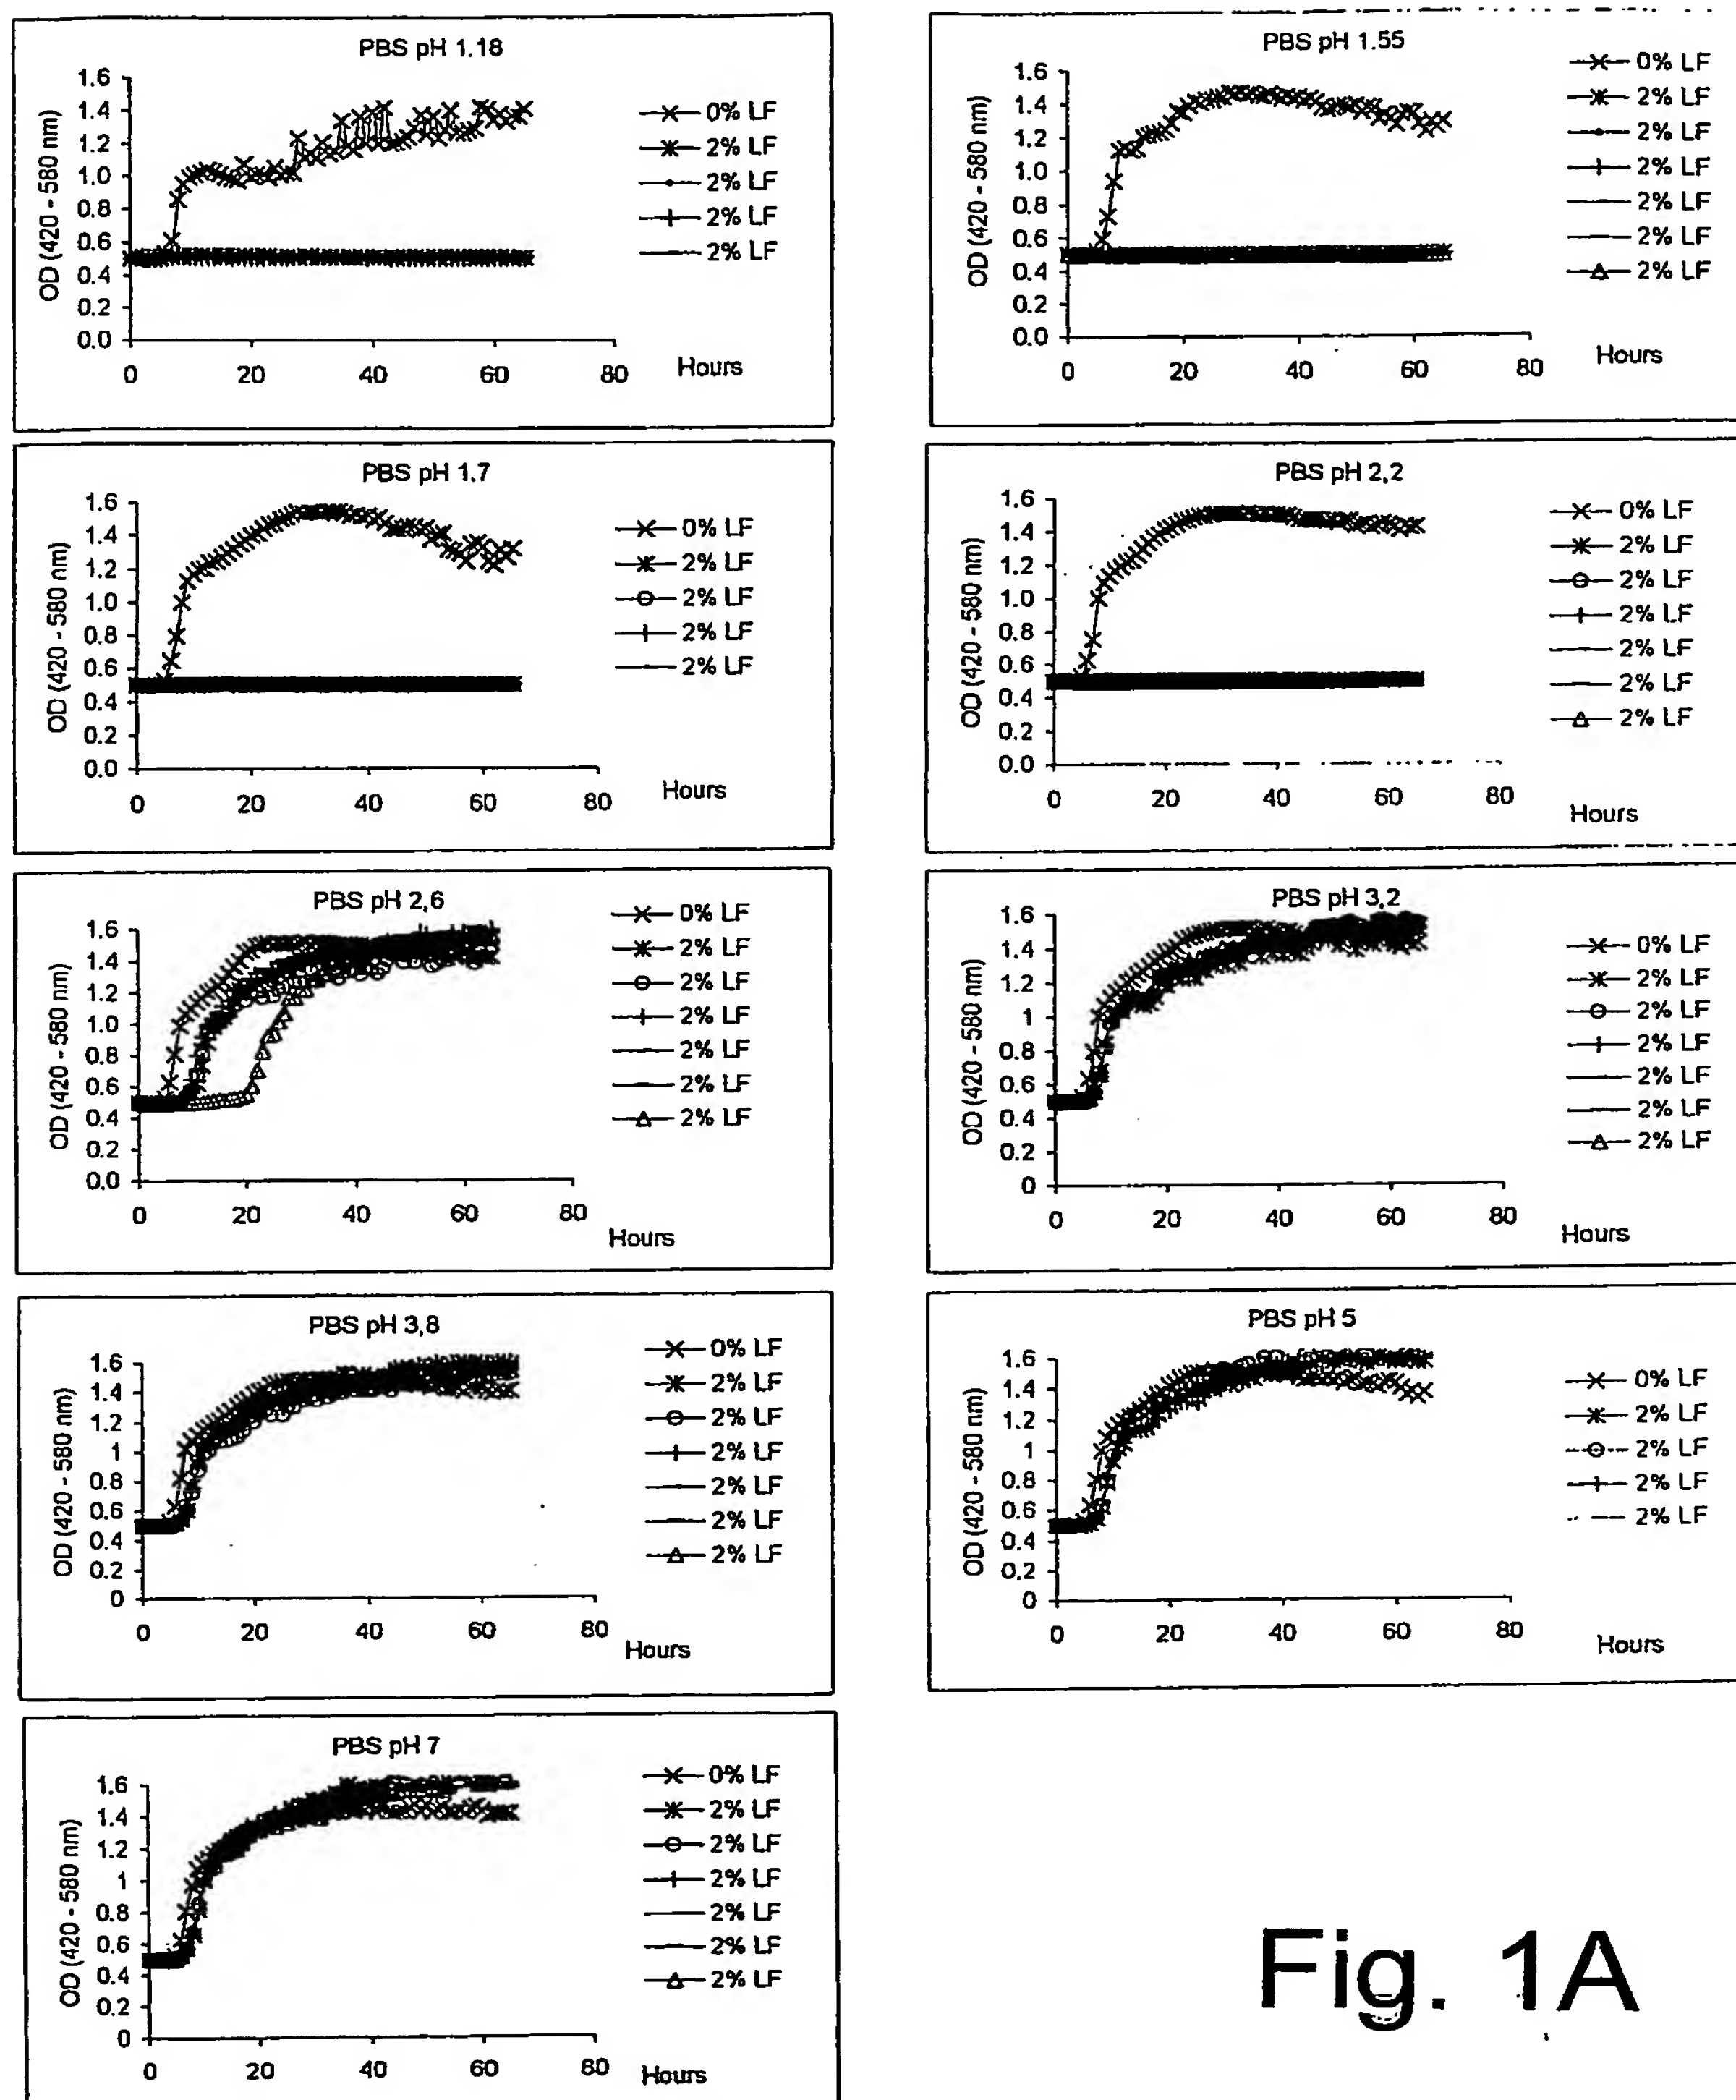 PBS pH 1.18
OD (420 - 580 nm)
1.6
1.4
1.2
1.0
0.8
0.6
0.4
0.2
0.0
0 20 40 60 80
Hours
0% LF
2% LF
2% LF
2% LF
2% LF
PBS pH 1.55
OD (420 - 580 nm)
1.6
1.4
1.2
1.0
0.8
0.6
0.4
0.2
0.0
0 20 40 60 80
Hours
0% LF
2% LF
2% LF
2% LF
2% LF
2% LF
2% LF
PBS pH 1.7
OD (420 - 580 nm)
1.6
1.4
1.2
1.0
0.8
0.6
0.4
0.2
0.0
0 20 40 60 80
Hours
0% LF
2% LF
2% LF
2% LF
2% LF
PBS pH 2,2
OD (420 - 580 nm)
1.6
1.4
1.2
1.0
0.8
0.6
0.4
0.2
0.0
0 20 40 60 80
Hours
0% LF
2% LF
2% LF
2% LF
2% LF
2% LF
2% LF
PBS pH 2,6
OD (420 - 580 nm)
1.6
1.4
1.2
1.0
0.8
0.6
0.4
0.2
0.0
0 20 40 60 80
Hours
0% LF
2% LF
2% LF
2% LF
2% LF
2% LF
2% LF
PBS pH 3,2
OD (420 - 580 nm)
1.6
1.4
1.2
1
0.8
0.6
0.4
0.2
0
0 20 40 60 80
Hours
0% LF
2% LF
2% LF
2% LF
2% LF
2% LF
2% LF
PBS pH 3,8
OD (420 - 580 nm)
1.6
1.4
1.2
1
0.8
0.6
0.4
0.2
0
0 20 40 60 80
Hours
0% LF
2% LF
2% LF
2% LF
2% LF
2% LF
2% LF
PBS pH 5
OD (420 - 580 nm)
1.6
1.4
1.2
1
0.8
0.6
0.4
0.2
0
0 20 40 60 80
Hours
0% LF
2% LF
2% LF
2% LF
2% LF
PBS pH 7
OD (420 - 580 nm)
1.6
1.4
1.2
1
0.8
0.6
0.4
0.2
0
0 20 40 60 80
Hours
0% LF
2% LF
2% LF
2% LF
2% LF
2% LF
2% LF
Fig. 1A